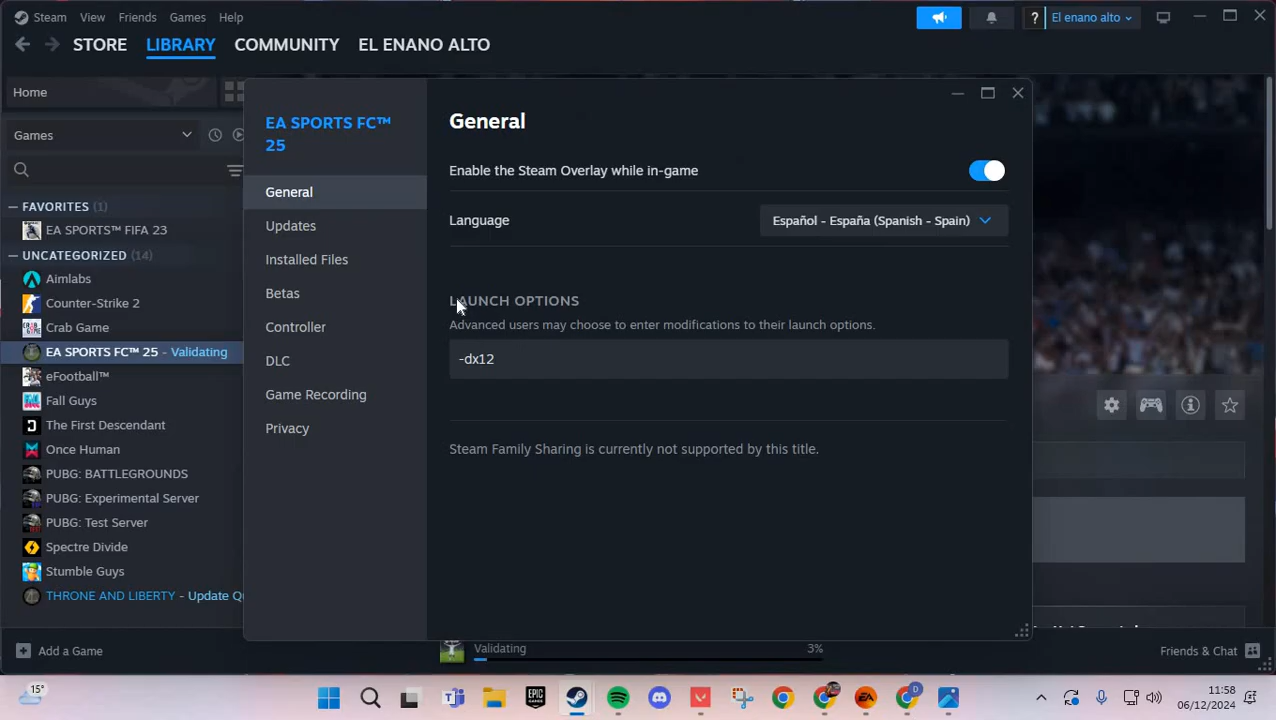 Steam View Friends Games Help
? El enano alto
STORE LIBRARY COMMUNITY EL ENANO ALTO
Home
Games
FAVORITES (1)
EA SPORTS™ FIFA 23
UNCATEGORIZED (14)
Aimlabs
Counter-Strike 2
Crab Game
EA SPORTS FC™ 25 - Validating
eFootball™
Fall Guys
The First Descendant
Once Human
PUBG: BATTLEGROUNDS
PUBG: Experimental Server
PUBG: Test Server
Spectre Divide
Stumble Guys
THRONE AND LIBERTY - Update Qu
Add a Game
EA SPORTS FC™
25
General
Updates
Installed Files
Betas
Controller
DLC
Game Recording
Privacy
General
Enable the Steam Overlay while in-game
Language
Español - España (Spanish - Spain)
LAUNCH OPTIONS
Advanced users may choose to enter modifications to their launch options.
-dx12
Steam Family Sharing is currently not supported by this title.
Validating 3%
Friends & Chat
15°
11:58
06/12/2024